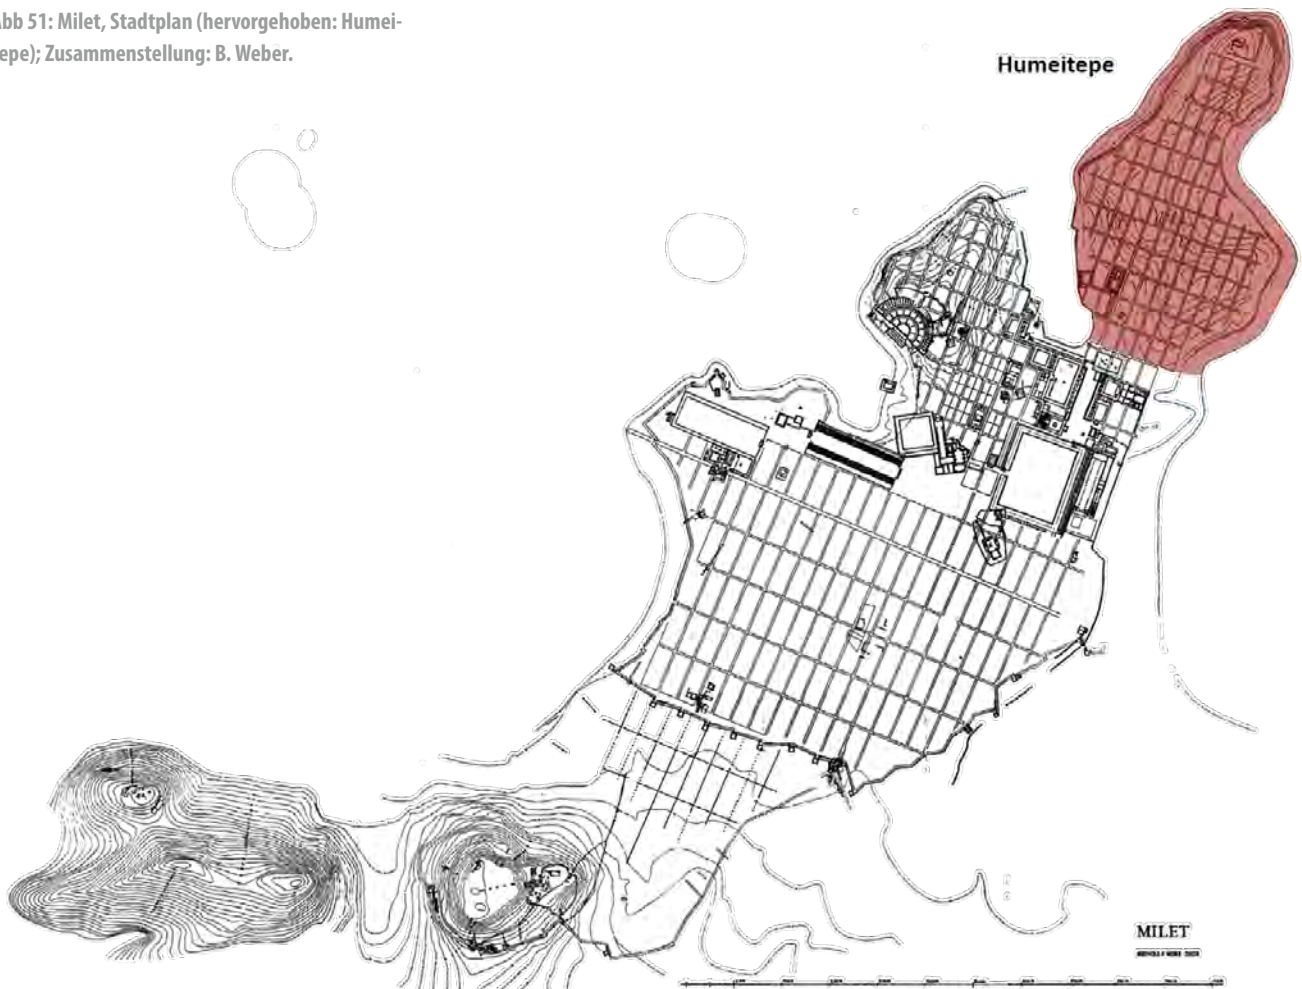 Abb 51: Milet, Stadtplan (hervorgehoben: Humei-
tepe); Zusammenstellung: B. Weber.
Humeitepe
MILET